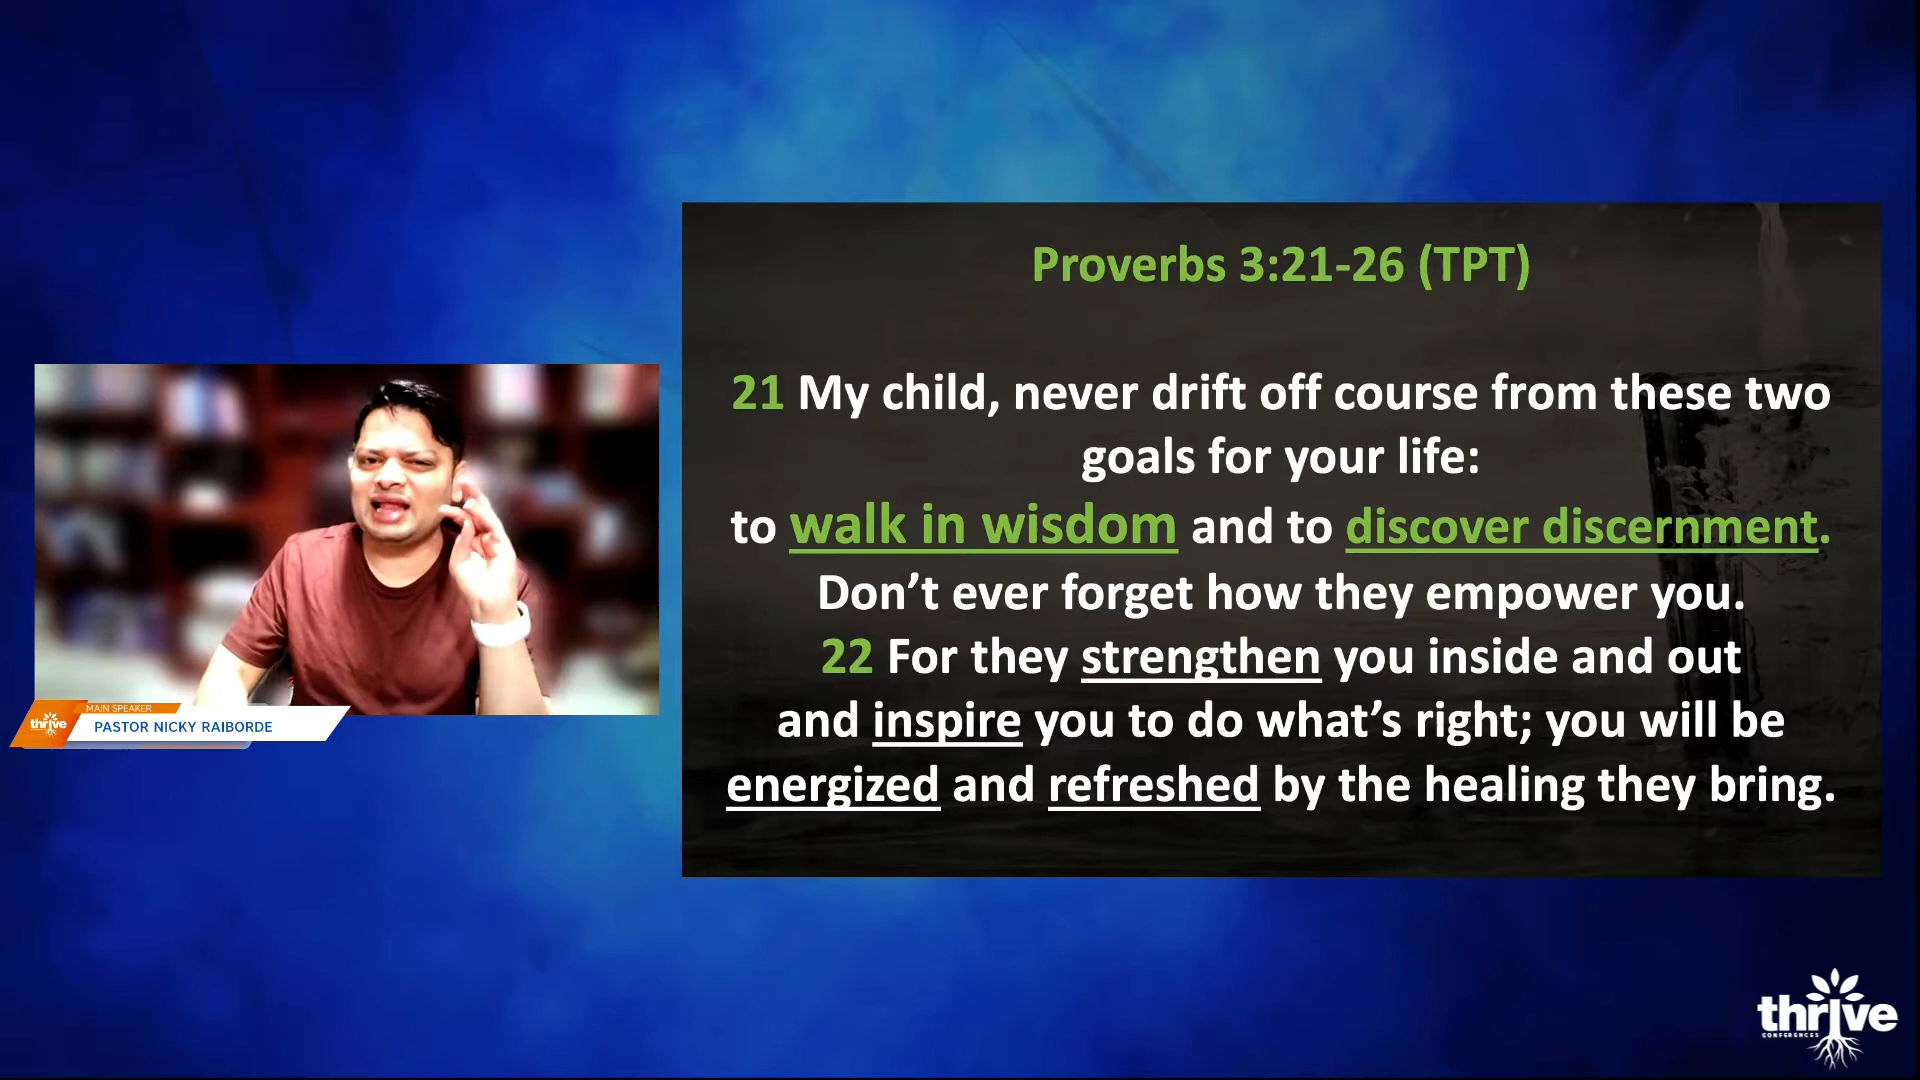 Proverbs 3:21-26 (TPT)
21 My child, never drift off course from these two
goals for your life:
to walk in wisdom and to discover discernment.
Don’t ever forget how they empower you.
22 For they strengthen you inside and out
and inspire you to do what’s right; you will be
energized and refreshed by the healing they bring.
MAIN SPEAKER
thrive
PASTOR NICKY RAIBORDE
thrive
CONFERENCES